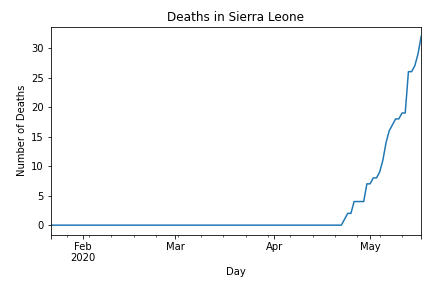 Deaths in Sierra Leone
Number of Deaths
30
25
20
15
10
5
0
Feb
2020
Mar
Apr
May
Day